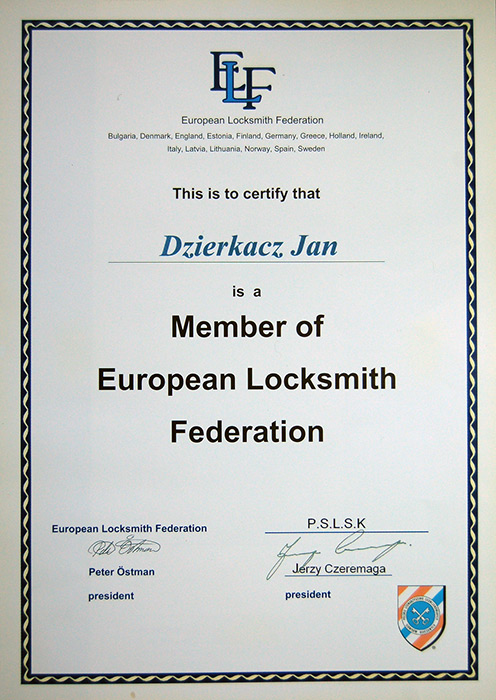 ELF
European Locksmith Federation
Bulgaria, Denmark, England, Estonia, Finland, Germany, Greece, Holland, Ireland,
Italy, Latvia, Lithuania, Norway, Spain, Sweden
This is to certify that
Dzierkacz Jan
is a
Member of
European Locksmith
Federation
European Locksmith Federation
Peter Östman
president
P.S.L.S.K
Jerzy Czeremaga
president